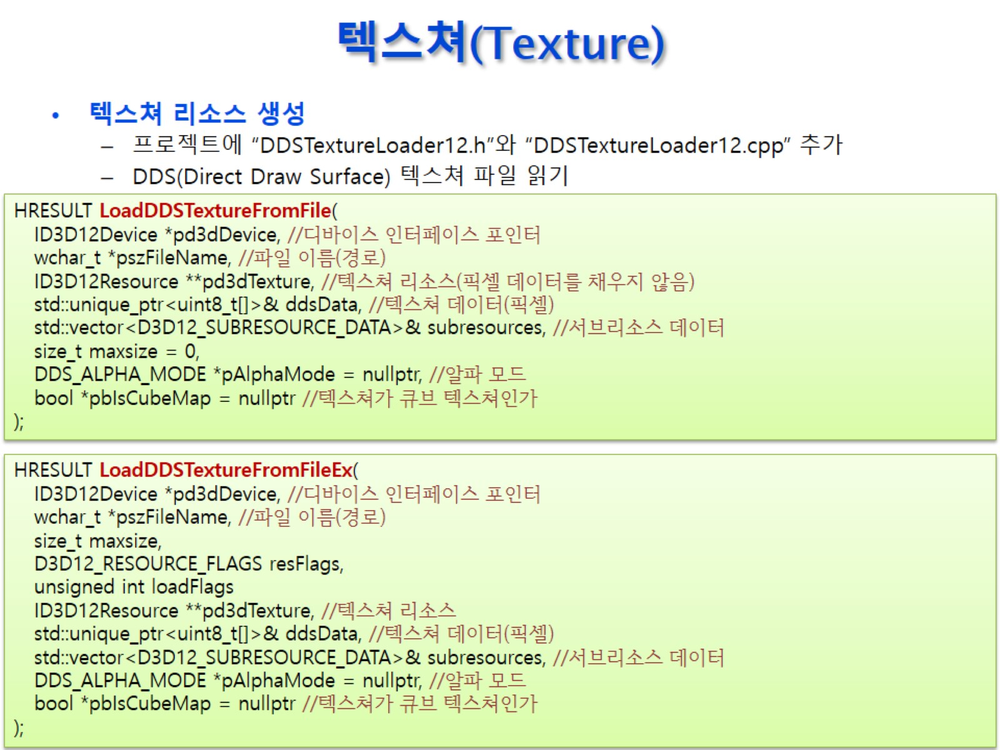 텍스쳐(Texture)
• 텍스쳐 리소스 생성
– 프로젝트에 “DDSTextureLoader12.h”와 “DDSTextureLoader12.cpp” 추가
– DDS(Direct Draw Surface) 텍스쳐 파일 읽기
HRESULT LoadDDSTextureFromFile(
ID3D12Device *pd3dDevice, //디바이스 인터페이스 포인터
wchar_t *pszFileName, //파일 이름(경로)
ID3D12Resource **pd3dTexture, //텍스쳐 리소스(픽셀 데이터를 채우지 않음)
std::unique_ptr<uint8_t[]>& ddsData, //텍스쳐 데이터(픽셀)
std::vector<D3D12_SUBRESOURCE_DATA>& subresources, //서브리소스 데이터
size_t maxsize = 0,
DDS_ALPHA_MODE *pAlphaMode = nullptr, //알파 모드
bool *pbIsCubeMap = nullptr //텍스쳐가 큐브 텍스쳐인가
);
HRESULT LoadDDSTextureFromFileEx(
ID3D12Device *pd3dDevice, //디바이스 인터페이스 포인터
wchar_t *pszFileName, //파일 이름(경로)
size_t maxsize,
D3D12_RESOURCE_FLAGS resFlags,
unsigned int loadFlags
ID3D12Resource **pd3dTexture, //텍스쳐 리소스
std::unique_ptr<uint8_t[]>& ddsData, //텍스쳐 데이터(픽셀)
std::vector<D3D12_SUBRESOURCE_DATA>& subresources, //서브리소스 데이터
DDS_ALPHA_MODE *pAlphaMode = nullptr, //알파 모드
bool *pbIsCubeMap = nullptr //텍스쳐가 큐브 텍스쳐인가
);